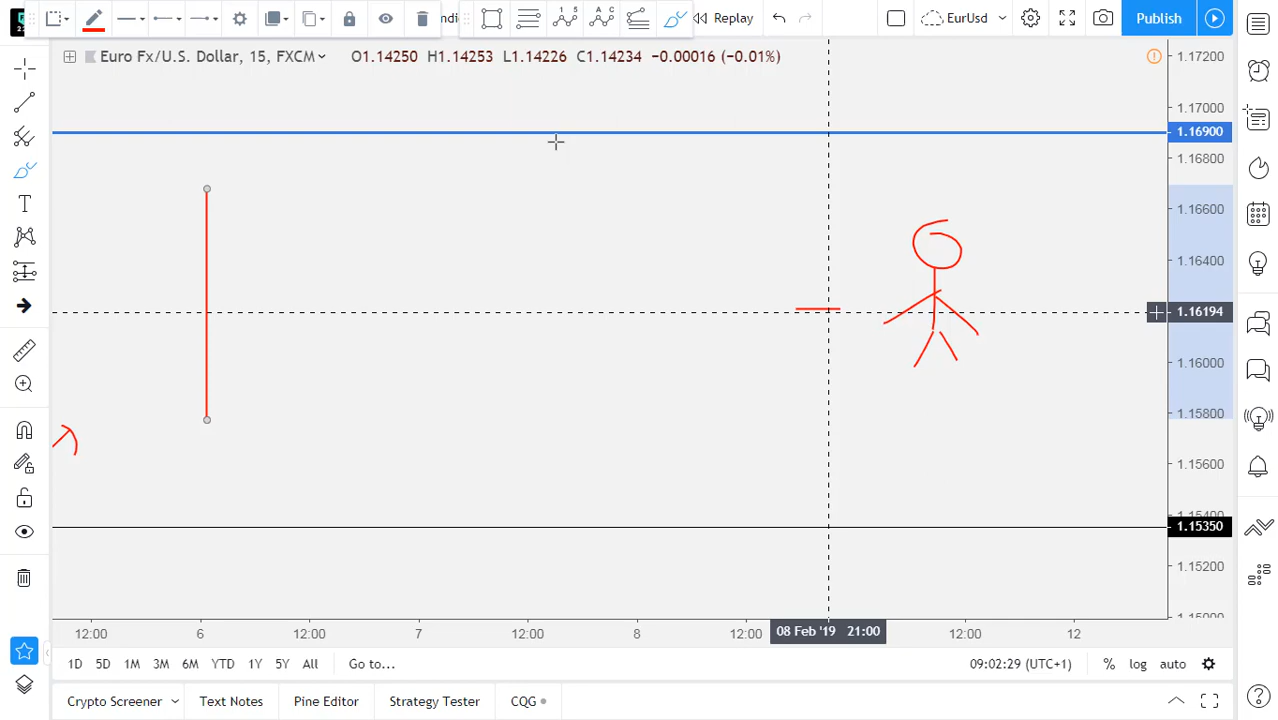 Replay
EurUsd
Publish
Euro Fx/U.S. Dollar, 15, FXCM
O1.14250 H1.14253 L1.14226 C1.14234 −0.00016 (−0.01%)
1.17200
1.17000
1.16900
1.16800
1.16600
1.16400
1.16194
1.16000
1.15800
1.15600
1.15400
1.15350
1.15200
1.15000
12:00 6 12:00 7 12:00 8 12:00 08 Feb '19 21:00 12:00 12
1D 5D 1M 3M 6M YTD 1Y 5Y All Go to... 09:02:29 (UTC+1) % log auto
Crypto Screener Text Notes Pine Editor Strategy Tester CQG